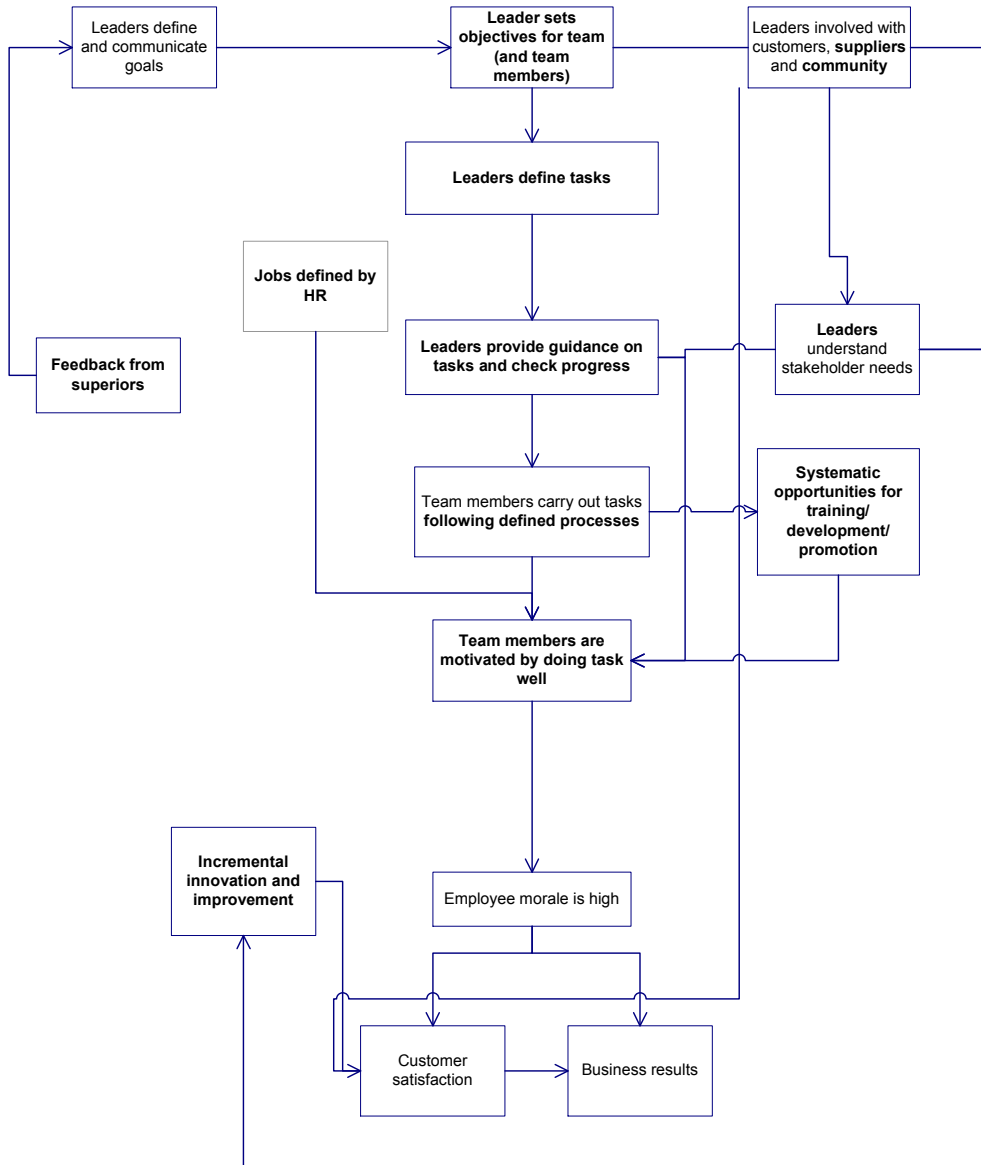 Leaders define
and communicate
goals
Leader sets
objectives for team
(and team
members)
Leaders involved with
customers, suppliers
and community
Leaders define tasks
Jobs defined by
HR
Leaders provide guidance on
tasks and check progress
Leaders
understand
stakeholder needs
Feedback from
superiors
Team members carry out tasks
following defined processes
Systematic
opportunities for
training/
development/
promotion
Team members are
motivated by doing task
well
Incremental
innovation and
improvement
Employee morale is high
Customer
satisfaction
Business results